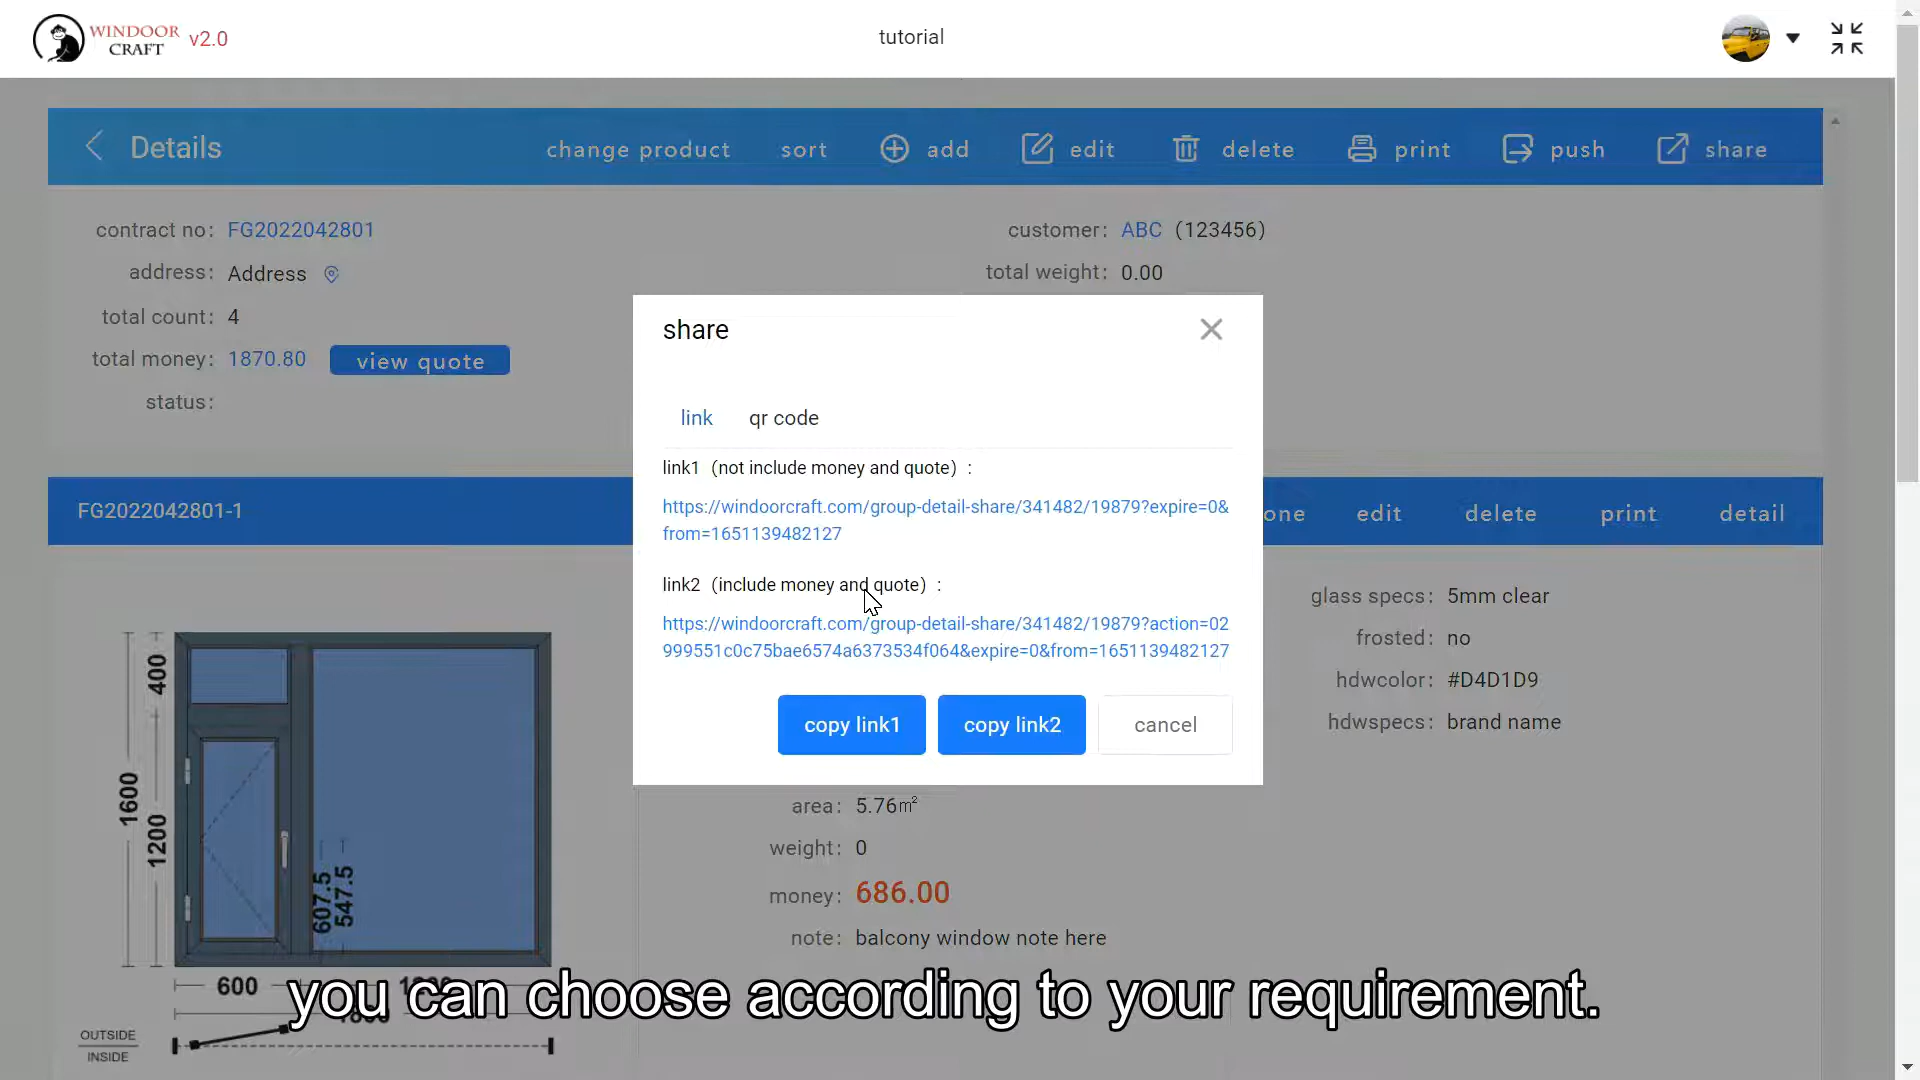 WINDOOR
CRAFT
v2.0
tutorial
Details
change product
sort
add
edit
delete
print
push
share
contract no: FG2022042801
customer: ABC (123456)
address: Address
total weight: 0.00
total count: 4
total money: 1870.80
view quote
status:
share
link
qr code
link1（not include money and quote）:
https://windoorcraft.com/group-detail-share/341482/19879?expire=0&
from=1651139482127
link2（include money and quote）:
https://windoorcraft.com/group-detail-share/341482/19879?action=02
999551c0c75bae6574a6373534f064&expire=0&from=1651139482127
copy link1
copy link2
cancel
FG2022042801-1
one
edit
delete
print
detail
glass specs: 5mm clear
frosted: no
hdwcolor: #D4D1D9
hdwspecs: brand name
400
1600
1200
607.5
547.5
600
area: 5.76㎡
weight: 0
money: 686.00
note: balcony window note here
OUTSIDE
INSIDE
you can choose according to your requirement.